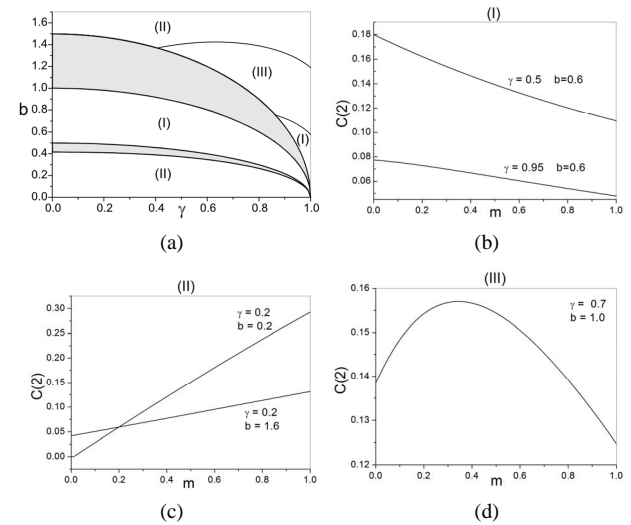 (II)
(III)
(I)
(I)
(II)
b
1.6
1.4
1.2
1.0
0.8
0.6
0.4
0.2
0.0
0.0 0.2 0.4 0.6 0.8 1.0
γ
(a)
(I)
C(2)
0.18
0.16
0.14
0.12
0.10
0.08
0.06
γ = 0.5 b=0.6
γ = 0.95 b=0.6
0.0 0.2 0.4 0.6 0.8 1.0
m
(b)
(II)
C(2)
0.30
0.25
0.20
0.15
0.10
0.05
0.00
γ = 0.2
b = 0.2
γ = 0.2
b = 1.6
0.0 0.2 0.4 0.6 0.8 1.0
m
(c)
(III)
C(2)
0.16
0.15
0.14
0.13
0.12
γ = 0.7
b = 1.0
0.0 0.2 0.4 0.6 0.8 1.0
m
(d)